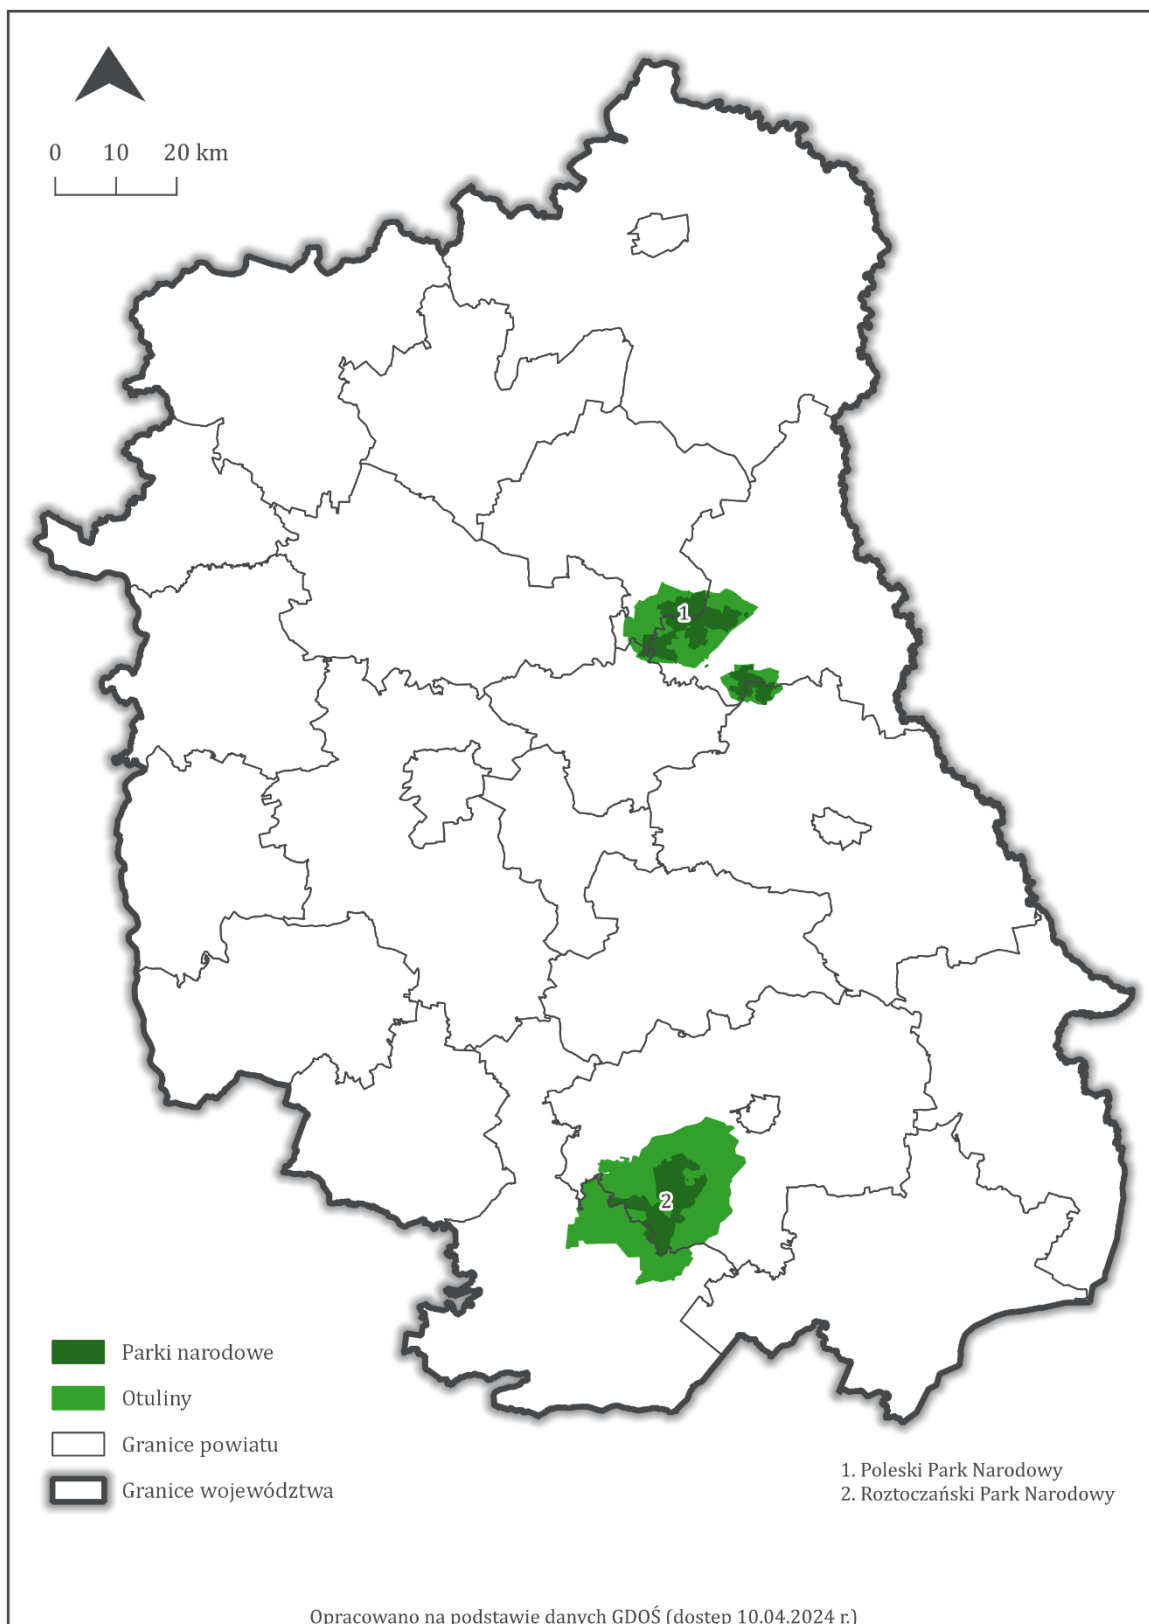 0 10 20 km
1
2
Parki narodowe
Otuliny
Granice powiatu
Granice województwa
1. Poleski Park Narodowy
2. Roztoczański Park Narodowy
Opracowano na podstawie danych GDOŚ (dostęp 10.04.2024 r.)